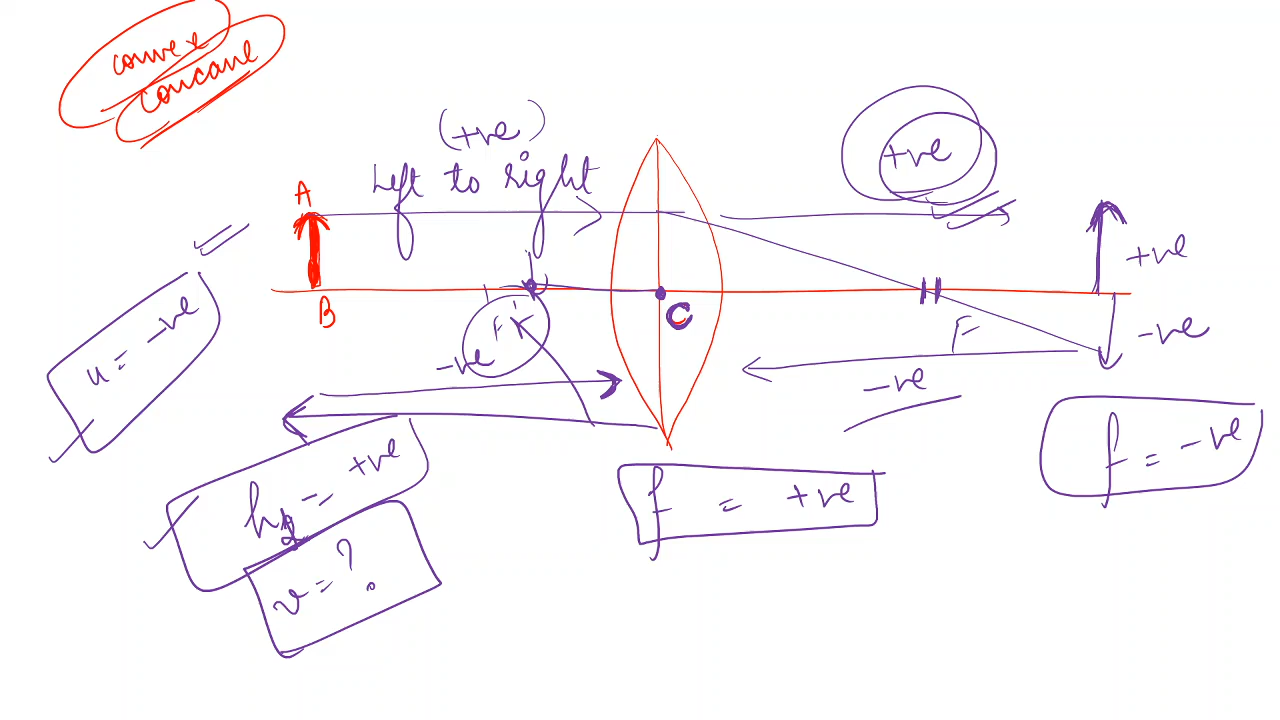 convex
concave
(+ve)
Left to right
+ve
A
B
C
F
+ve
-ve
u = -ve
-ve
-ve
f = -ve
h = +ve
f = +ve
v = ?